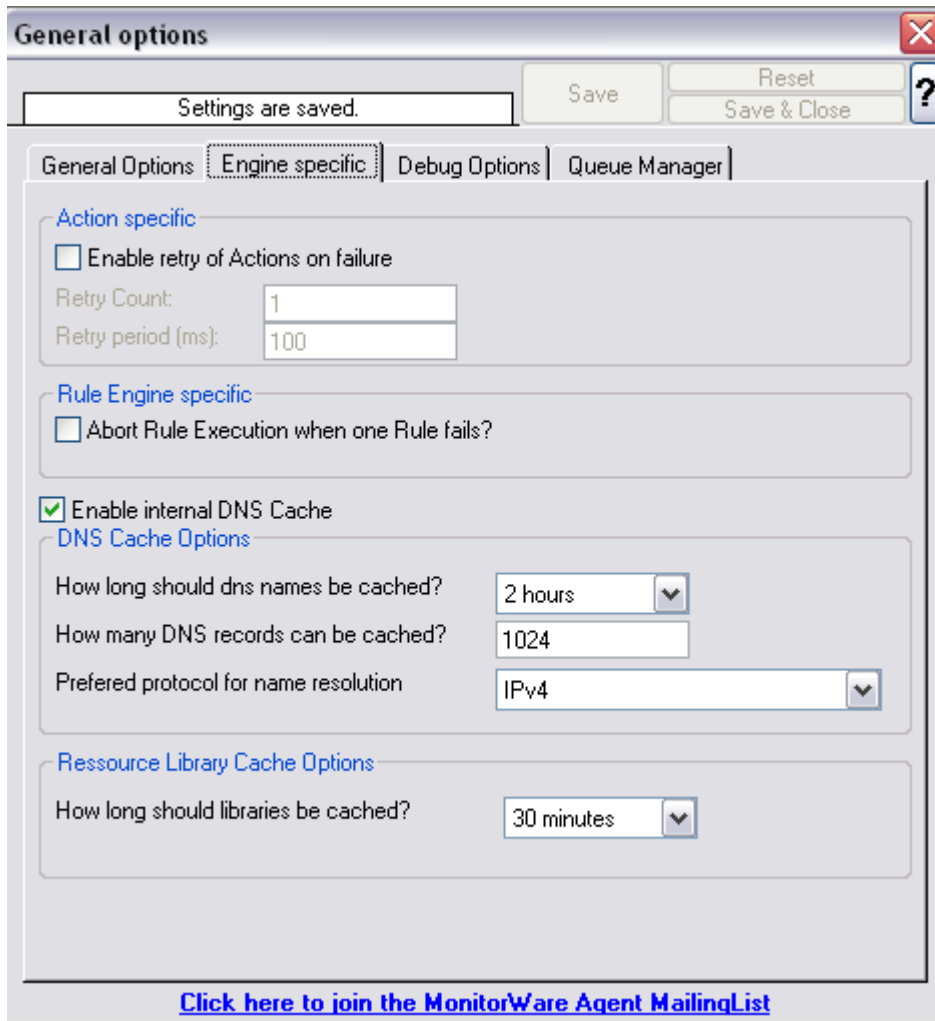 General options
Settings are saved.
Save
Reset
Save & Close
?
General Options
Engine specific
Debug Options
Queue Manager
Action specific
Enable retry of Actions on failure
Retry Count:
1
Retry period (ms):
100
Rule Engine specific
Abort Rule Execution when one Rule fails?
Enable internal DNS Cache
DNS Cache Options
How long should dns names be cached?
2 hours
How many DNS records can be cached?
1024
Prefered protocol for name resolution
IPv4
Ressource Library Cache Options
How long should libraries be cached?
30 minutes
Click here to join the MonitorWare Agent MailingList